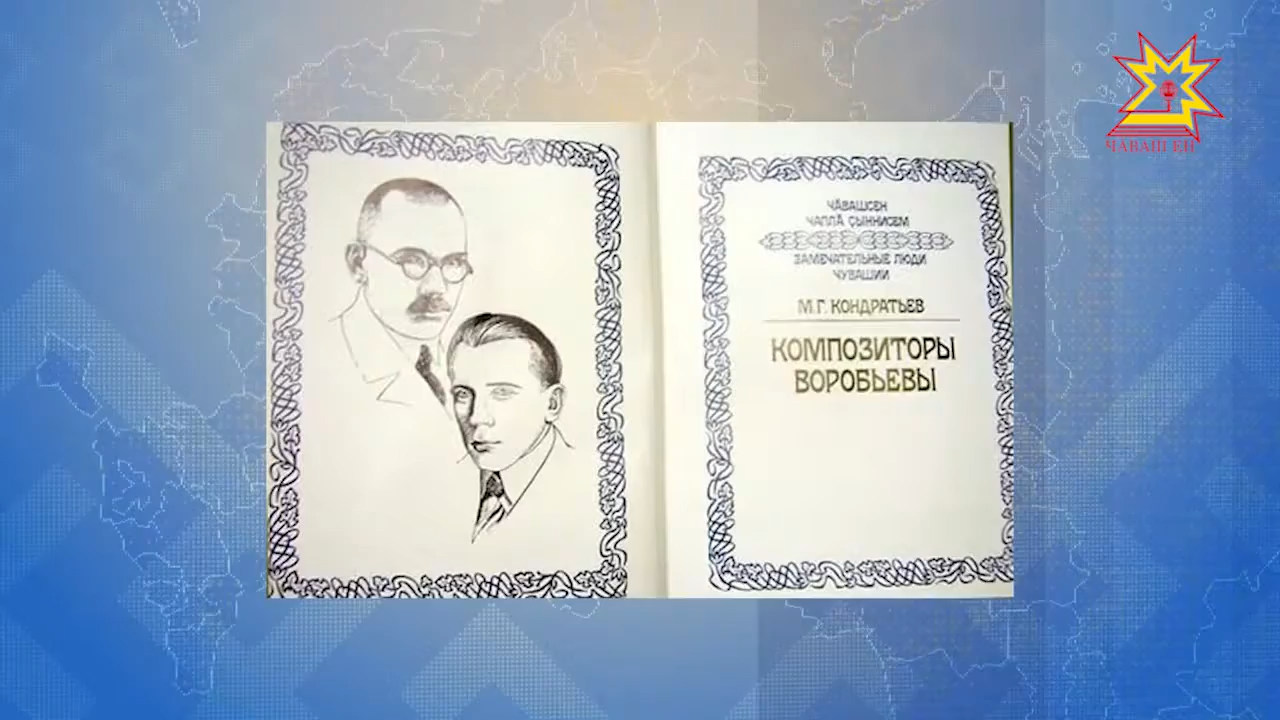 ЧӐВАШ ЕН
ЧӐВАШСЕН
ЧАПЛӐ ҪЫННИСЕМ
ЗАМЕЧАТЕЛЬНЫЕ ЛЮДИ
ЧУВАШИИ
М.Г. КОНДРАТЬЕВ
КОМПОЗИТОРЫ
ВОРОБЬЕВЫ